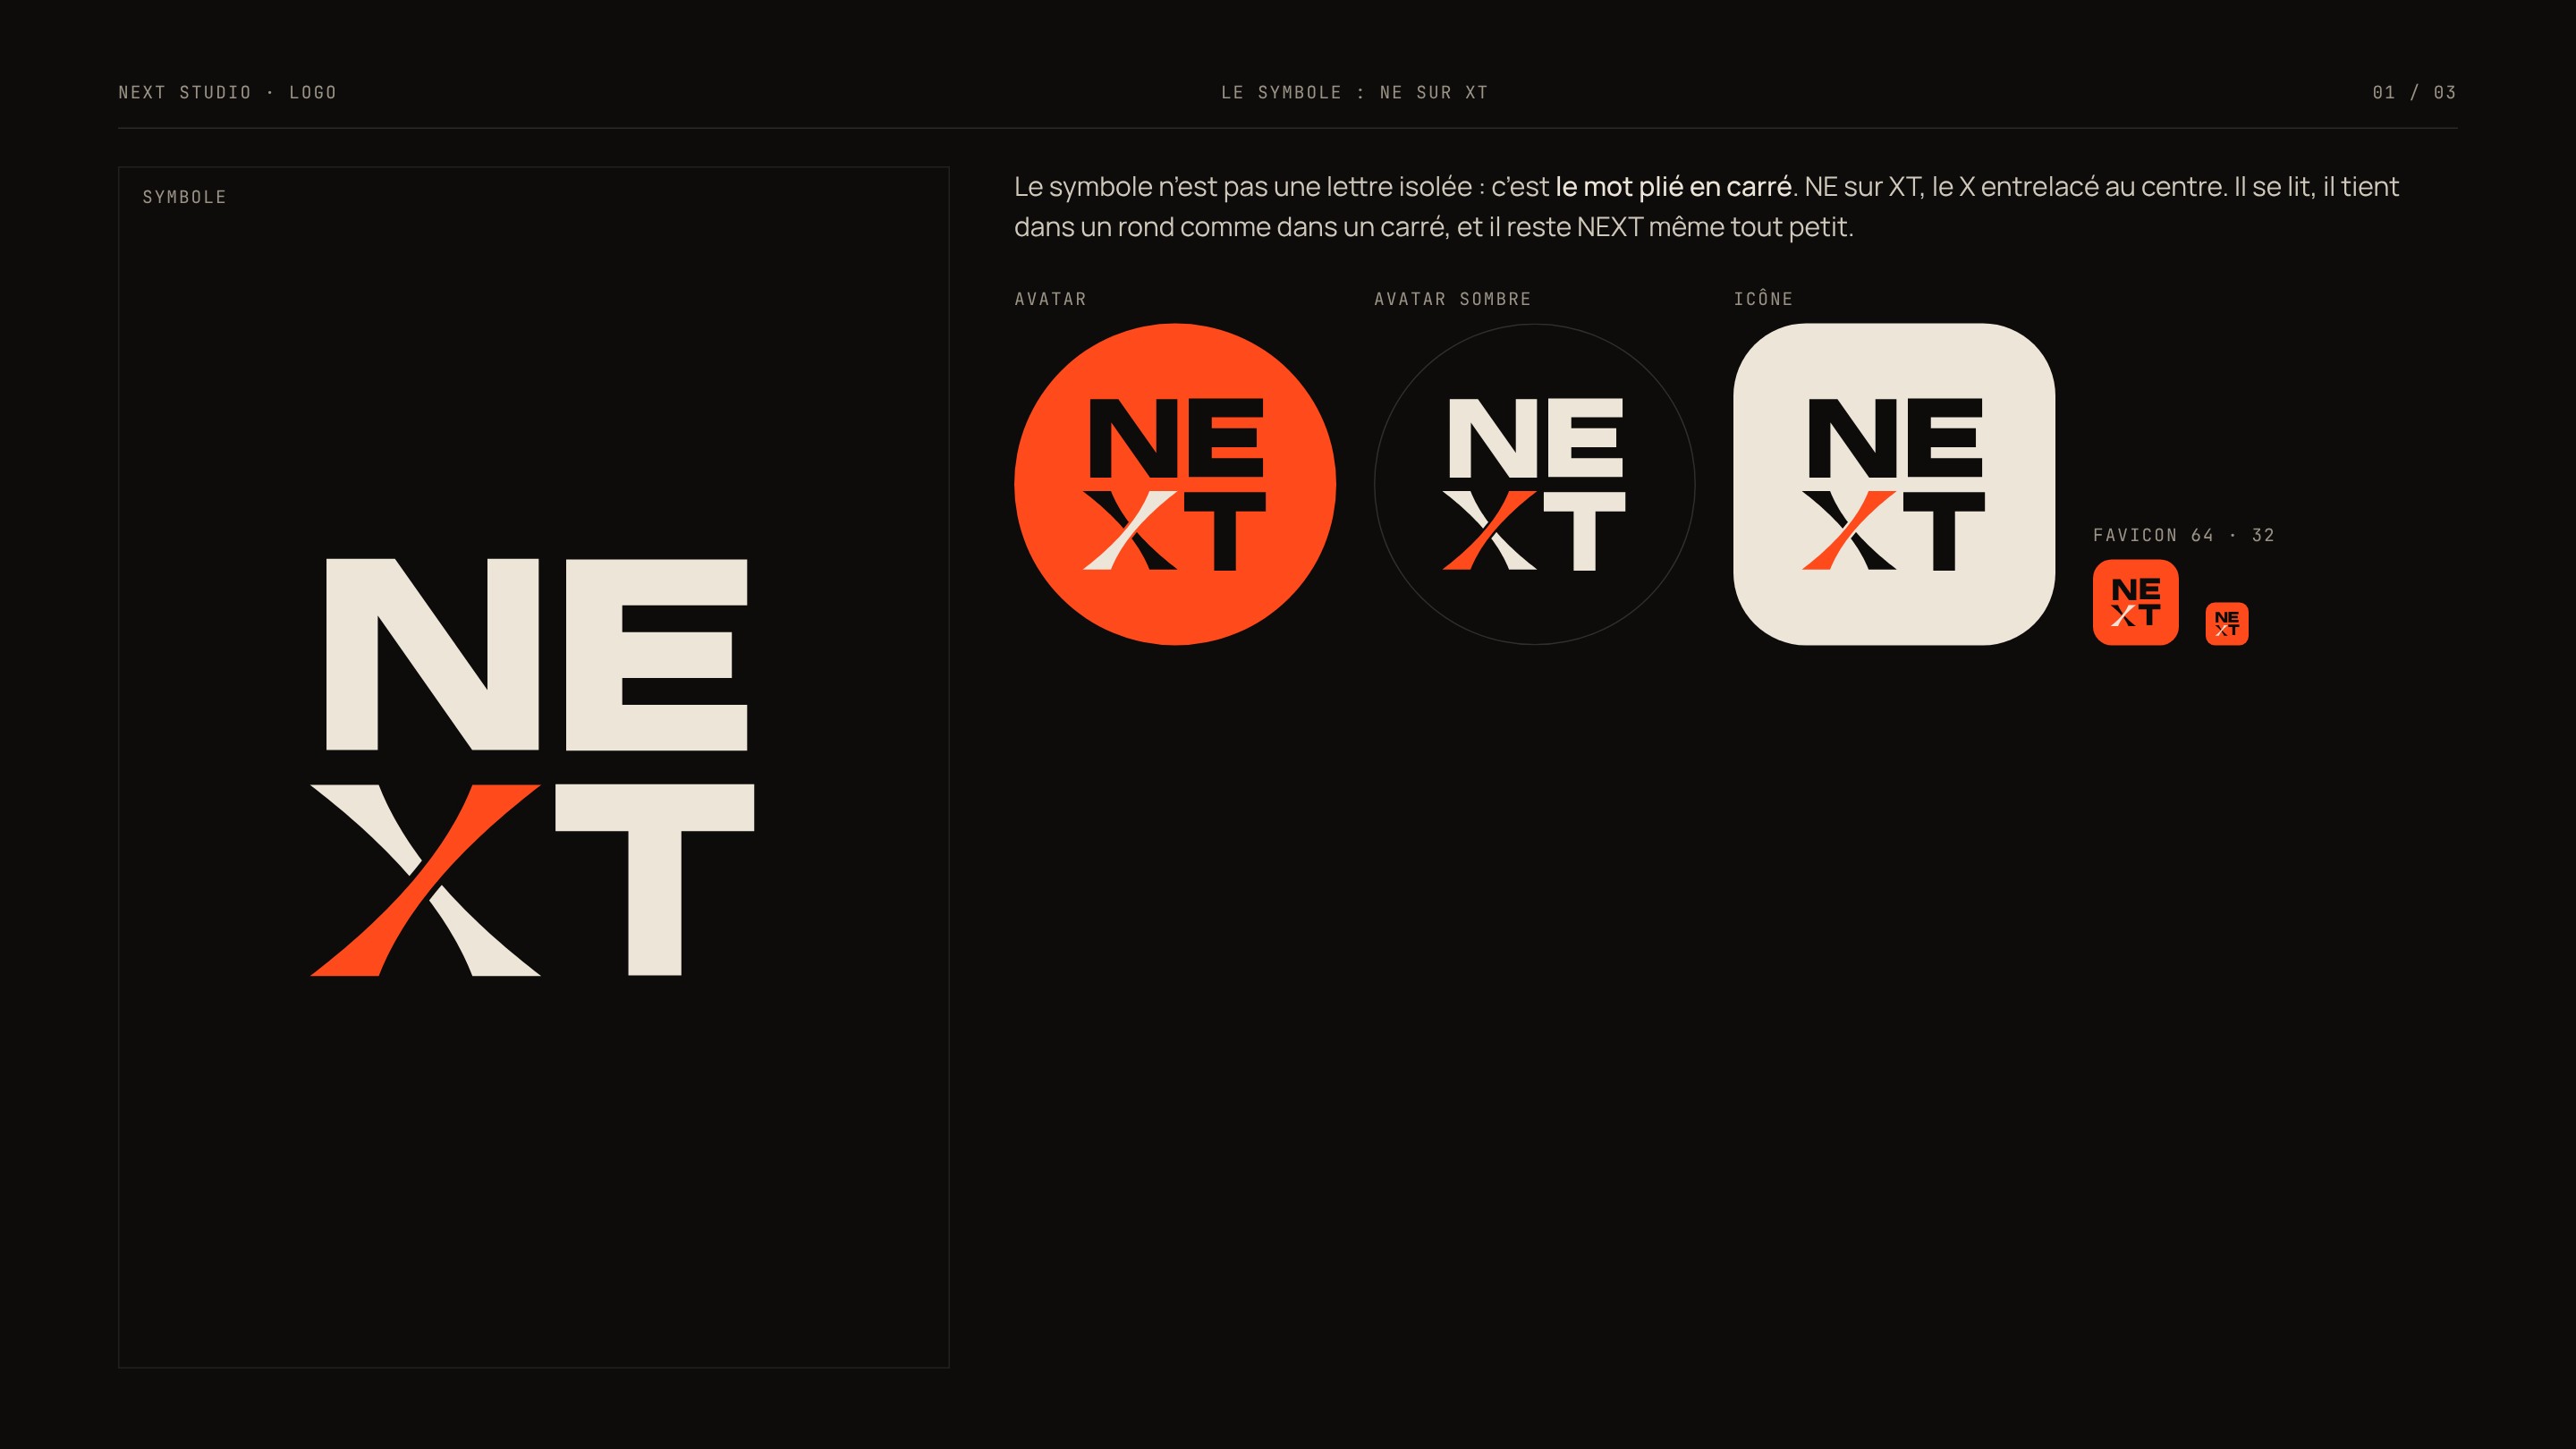 NEXT STUDIO · LOGO
LE SYMBOLE : NE SUR XT
01 / 03
SYMBOLE
NE
XT
Le symbole n’est pas une lettre isolée : c’est le mot plié en carré. NE sur XT, le X entrelacé au centre. Il se lit, il tient
dans un rond comme dans un carré, et il reste NEXT même tout petit.
AVATAR
NE
XT
AVATAR SOMBRE
NE
XT
ICÔNE
NE
XT
FAVICON 64 · 32
NE
XT
NE
XT